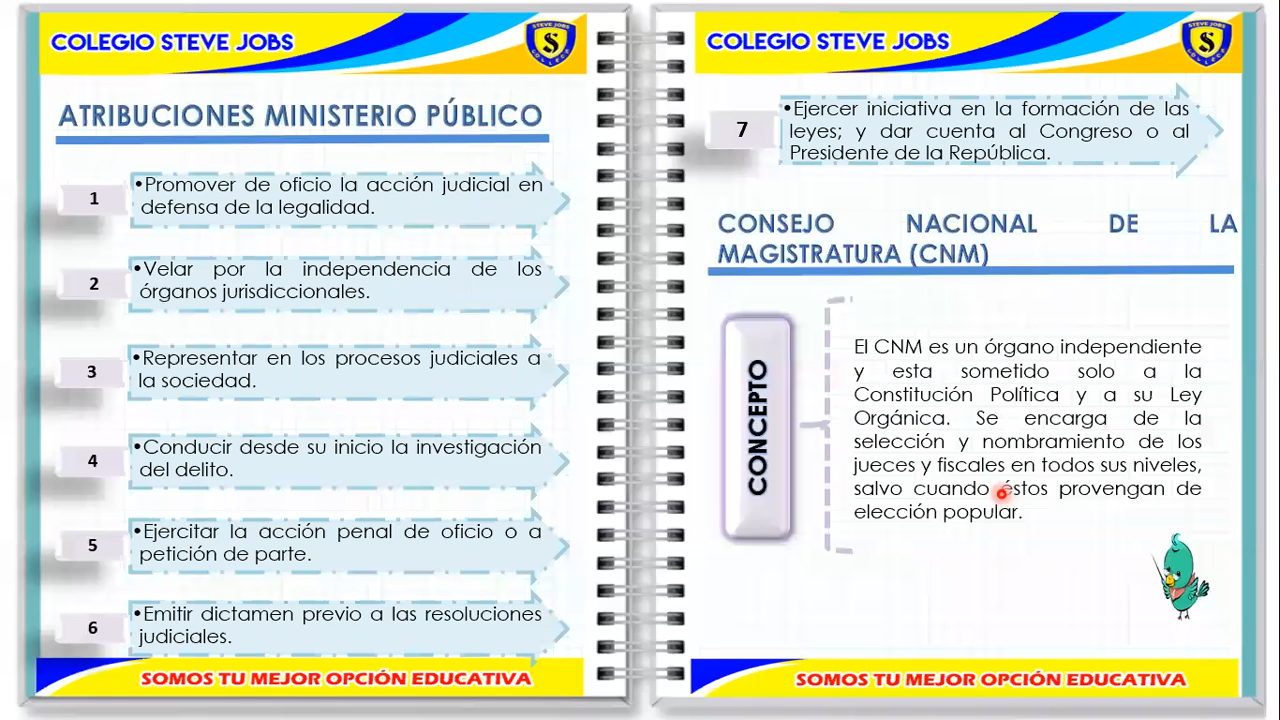 COLEGIO STEVE JOBS
STEVE JOBS
S
COLLEGE
ATRIBUCIONES MINISTERIO PÚBLICO
1
•Promover de oficio la acción judicial en
defensa de la legalidad.
2
•Velar por la independencia de los
órganos jurisdiccionales.
3
•Representar en los procesos judiciales a
la sociedad.
4
•Conducir desde su inicio la investigación
del delito.
5
•Ejercitar la acción penal de oficio o a
petición de parte.
6
•Emitir dictamen previo a las resoluciones
judiciales.
SOMOS TU MEJOR OPCIÓN EDUCATIVA
COLEGIO STEVE JOBS
STEVE JOBS
S
COLLEGE
7
•Ejercer iniciativa en la formación de las
leyes; y dar cuenta al Congreso o al
Presidente de la República.
CONSEJO NACIONAL DE LA
MAGISTRATURA (CNM)
CONCEPTO
El CNM es un órgano independiente
y esta sometido solo a la
Constitución Política y a su Ley
Orgánica. Se encarga de la
selección y nombramiento de los
jueces y fiscales en todos sus niveles,
salvo cuando éstos provengan de
elección popular.
SOMOS TU MEJOR OPCIÓN EDUCATIVA